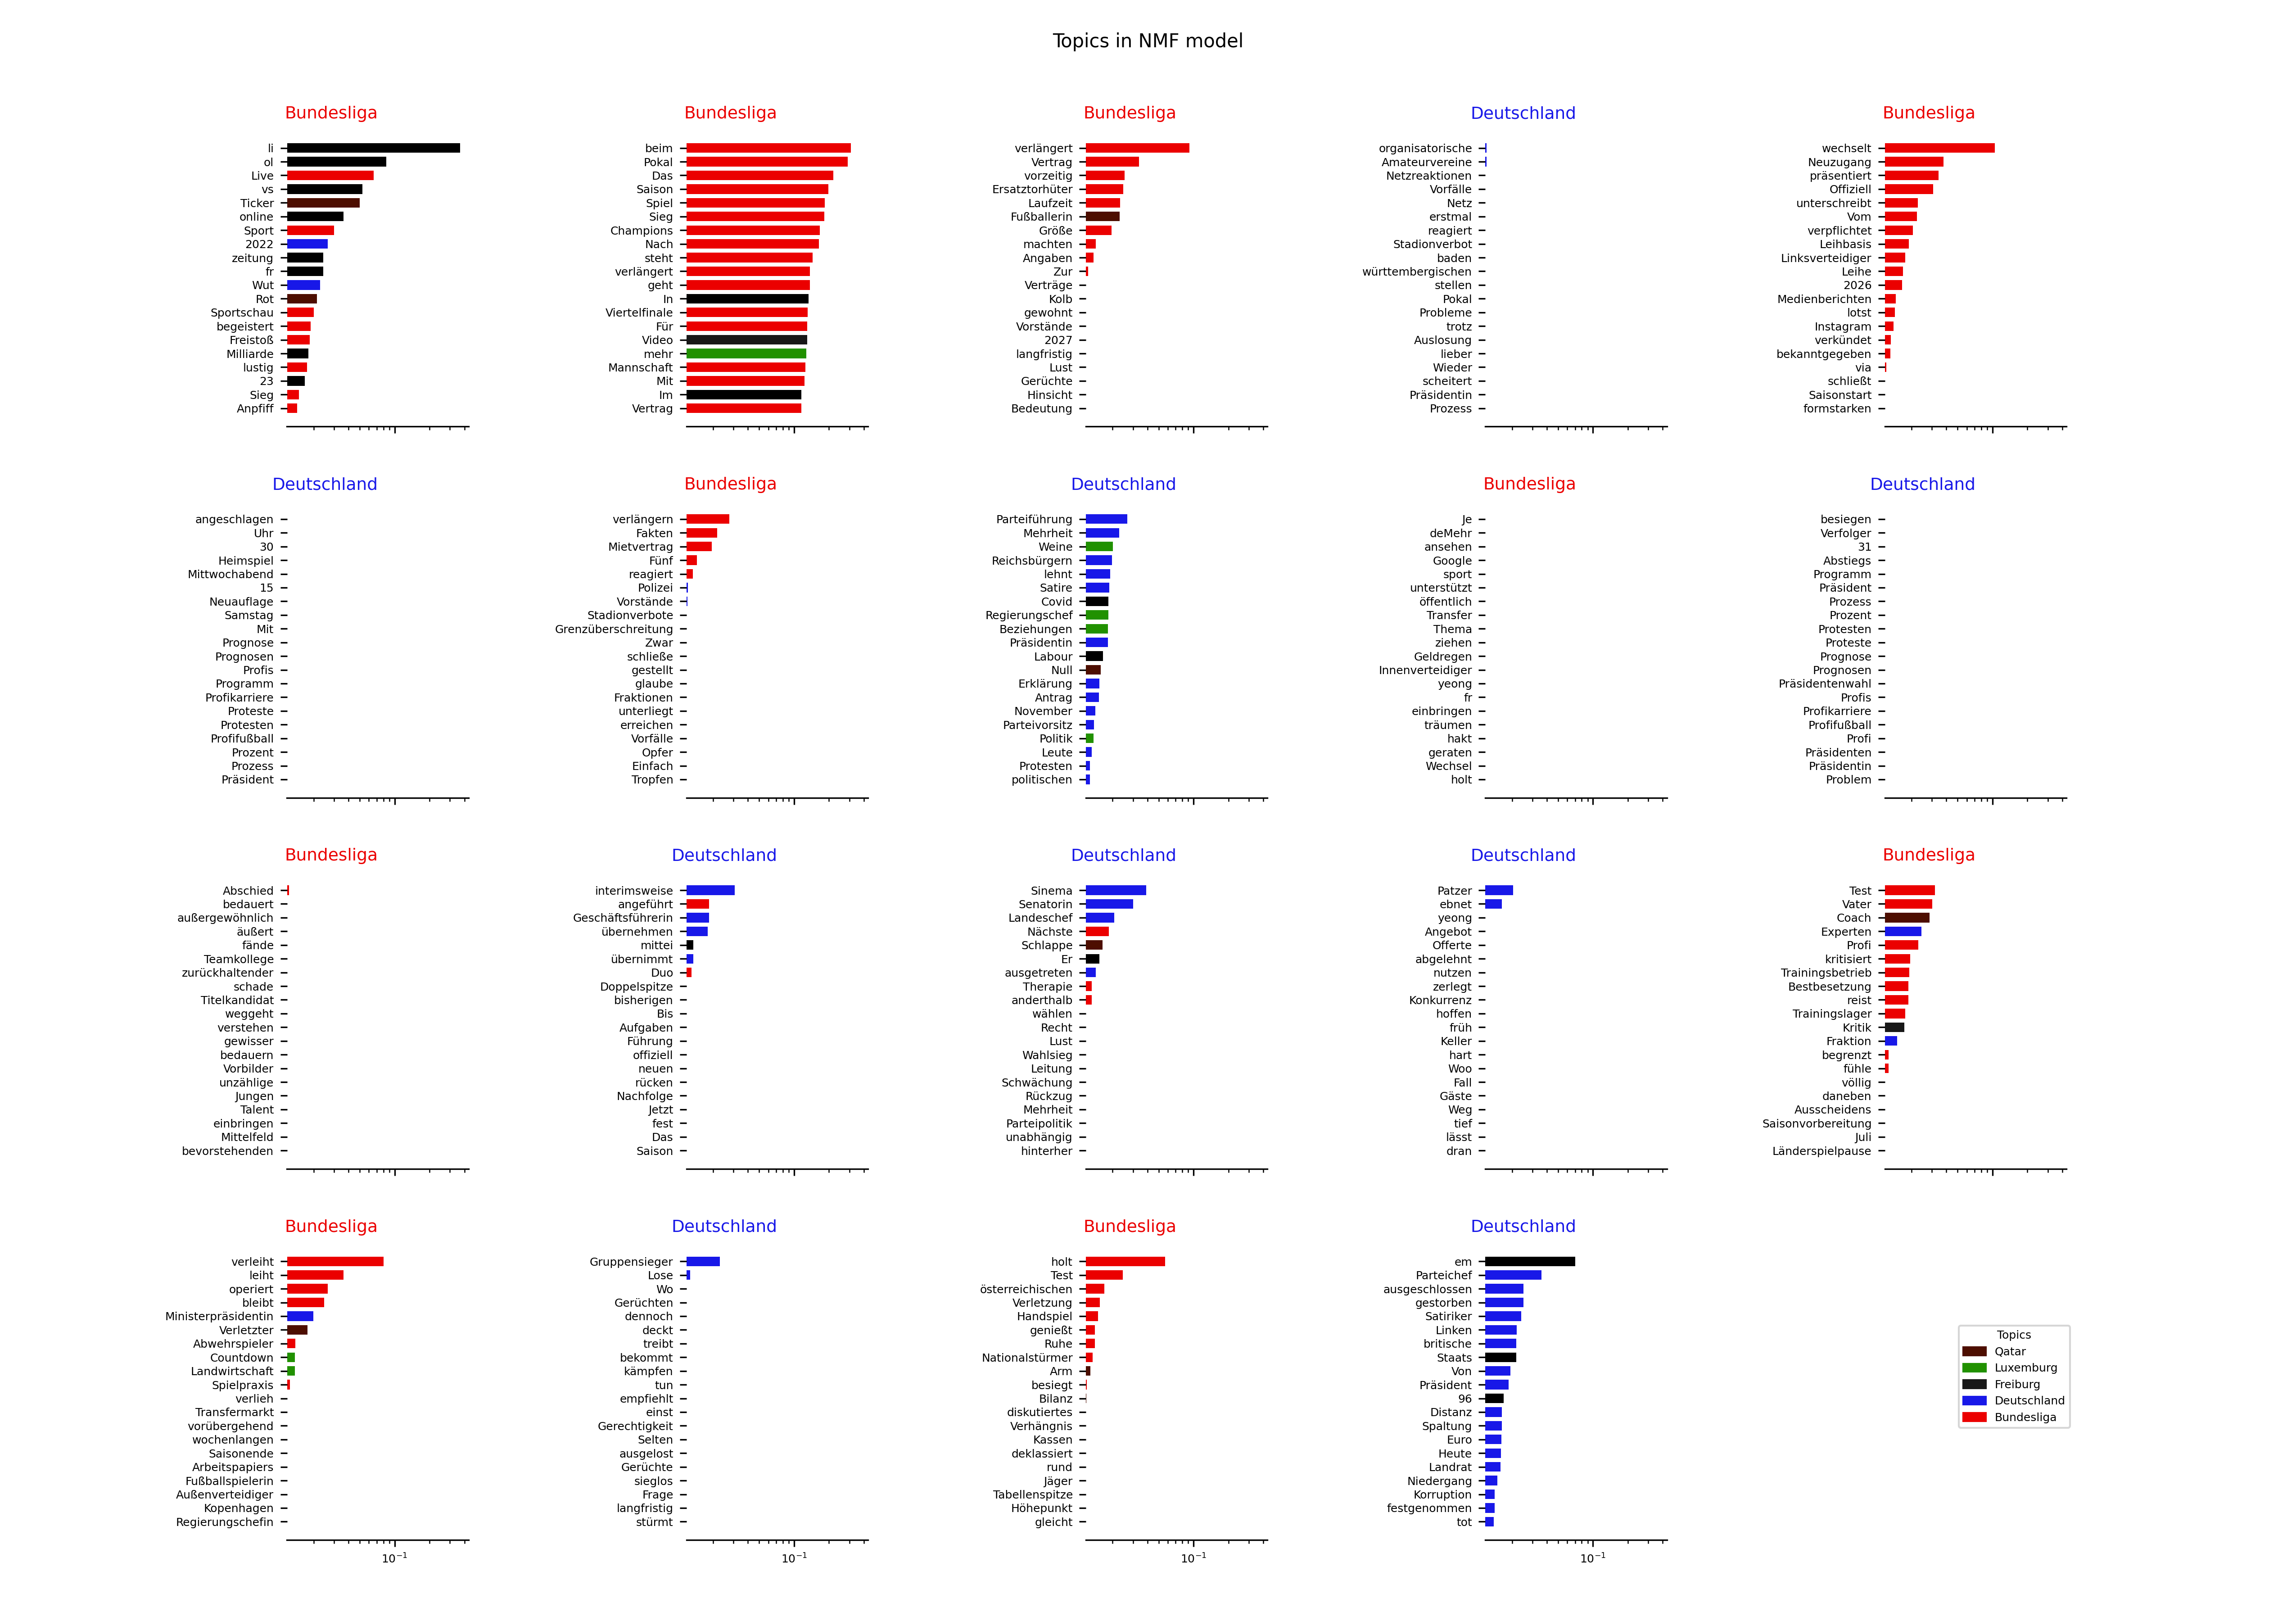 Topics in NMF model
Bundesliga
li
ol
Live
vs
Ticker
online
Sport
2022
zeitung
fr
Wut
Rot
Sportschau
begeistert
Freistoß
Milliarde
lustig
23
Sieg
Anpfiff
Bundesliga
beim
Pokal
Das
Saison
Spiel
Sieg
Champions
Nach
steht
verlängert
geht
In
Viertelfinale
Für
Video
mehr
Mannschaft
Mit
Im
Vertrag
Bundesliga
verlängert
Vertrag
vorzeitig
Ersatztorhüter
Laufzeit
Fußballerin
Größe
machten
Angaben
Zur
Verträge
Kolb
gewohnt
Vorstände
2027
langfristig
Lust
Gerüchte
Hinsicht
Bedeutung
Deutschland
organisatorische
Amateurvereine
Netzreaktionen
Vorfälle
Netz
erstmal
reagiert
Stadionverbot
baden
württembergischen
stellen
Pokal
Probleme
trotz
Auslosung
lieber
Wieder
scheitert
Präsidentin
Prozess
Bundesliga
wechselt
Neuzugang
präsentiert
Offiziell
unterschreibt
Vom
verpflichtet
Leihbasis
Linksverteidiger
Leihe
2026
Medienberichten
lotst
Instagram
verkündet
bekanntgegeben
via
schließt
Saisonstart
formstarken
Deutschland
angeschlagen
Uhr
30
Heimspiel
Mittwochabend
15
Neuauflage
Samstag
Mit
Prognose
Prognosen
Profis
Programm
Profikarriere
Proteste
Protesten
Profifußball
Prozent
Prozess
Präsident
Bundesliga
verlängern
Fakten
Mietvertrag
Fünf
reagiert
Polizei
Vorstände
Stadionverbote
Grenzüberschreitung
Zwar
schließe
gestellt
glaube
Fraktionen
unterliegt
erreichen
Vorfälle
Opfer
Einfach
Tropfen
Deutschland
Parteiführung
Mehrheit
Weine
Reichsbürgern
lehnt
Satire
Covid
Regierungschef
Beziehungen
Präsidentin
Labour
Null
Erklärung
Antrag
November
Parteivorsitz
Politik
Leute
Protesten
politischen
Bundesliga
Je
deMehr
ansehen
Google
sport
unterstützt
öffentlich
Transfer
Thema
ziehen
Geldregen
Innenverteidiger
yeong
fr
einbringen
träumen
hakt
geraten
Wechsel
holt
Deutschland
besiegen
Verfolger
31
Abstiegs
Programm
Präsident
Prozess
Prozent
Protesten
Proteste
Prognose
Prognosen
Präsidentenwahl
Profis
Profikarriere
Profifußball
Profi
Präsidenten
Präsidentin
Problem
Bundesliga
Abschied
bedauert
außergewöhnlich
äußert
fände
Teamkollege
zurückhaltender
schade
Titelkandidat
weggeht
verstehen
gewisser
bedauern
Vorbilder
unzählige
Jungen
Talent
einbringen
Mittelfeld
bevorstehenden
Deutschland
interimsweise
angeführt
Geschäftsführerin
übernehmen
mittei
übernimmt
Duo
Doppelspitze
bisherigen
Bis
Aufgaben
Führung
offiziell
neuen
rücken
Nachfolge
Jetzt
fest
Das
Saison
Deutschland
Sinema
Senatorin
Landeschef
Nächste
Schlappe
Er
ausgetreten
Therapie
anderthalb
wählen
Recht
Lust
Wahlsieg
Leitung
Schwächung
Rückzug
Mehrheit
Parteipolitik
unabhängig
hinterher
Deutschland
Patzer
ebnet
yeong
Angebot
Offerte
abgelehnt
nutzen
zerlegt
Konkurrenz
hoffen
früh
Keller
hart
Woo
Fall
Gäste
Weg
tief
lässt
dran
Bundesliga
Test
Vater
Coach
Experten
Profi
kritisiert
Trainingsbetrieb
Bestbesetzung
reist
Trainingslager
Kritik
Fraktion
begrenzt
fühle
völlig
daneben
Ausscheidens
Saisonvorbereitung
Juli
Länderspielpause
Bundesliga
verleiht
leiht
operiert
bleibt
Ministerpräsidentin
Verletzter
Abwehrspieler
Countdown
Landwirtschaft
Spielpraxis
verlieh
Transfermarkt
vorübergehend
wochenlangen
Saisonende
Arbeitspapiers
Fußballspielerin
Außenverteidiger
Kopenhagen
Regierungschefin
10⁻¹
Deutschland
Gruppensieger
Lose
Wo
Gerüchten
dennoch
deckt
treibt
bekommt
kämpfen
tun
empfiehlt
einst
Gerechtigkeit
Selten
ausgelost
Gerüchte
sieglos
Frage
langfristig
stürmt
10⁻¹
Bundesliga
holt
Test
österreichischen
Verletzung
Handspiel
genießt
Ruhe
Nationalstürmer
Arm
besiegt
Bilanz
diskutiertes
Verhängnis
Kassen
deklassiert
rund
Jäger
Tabellenspitze
Höhepunkt
gleicht
10⁻¹
Deutschland
em
Parteichef
ausgeschlossen
gestorben
Satiriker
Linken
britische
Staats
Von
Präsident
96
Distanz
Spaltung
Euro
Heute
Landrat
Niedergang
Korruption
festgenommen
tot
10⁻¹
Topics
Qatar
Luxemburg
Freiburg
Deutschland
Bundesliga